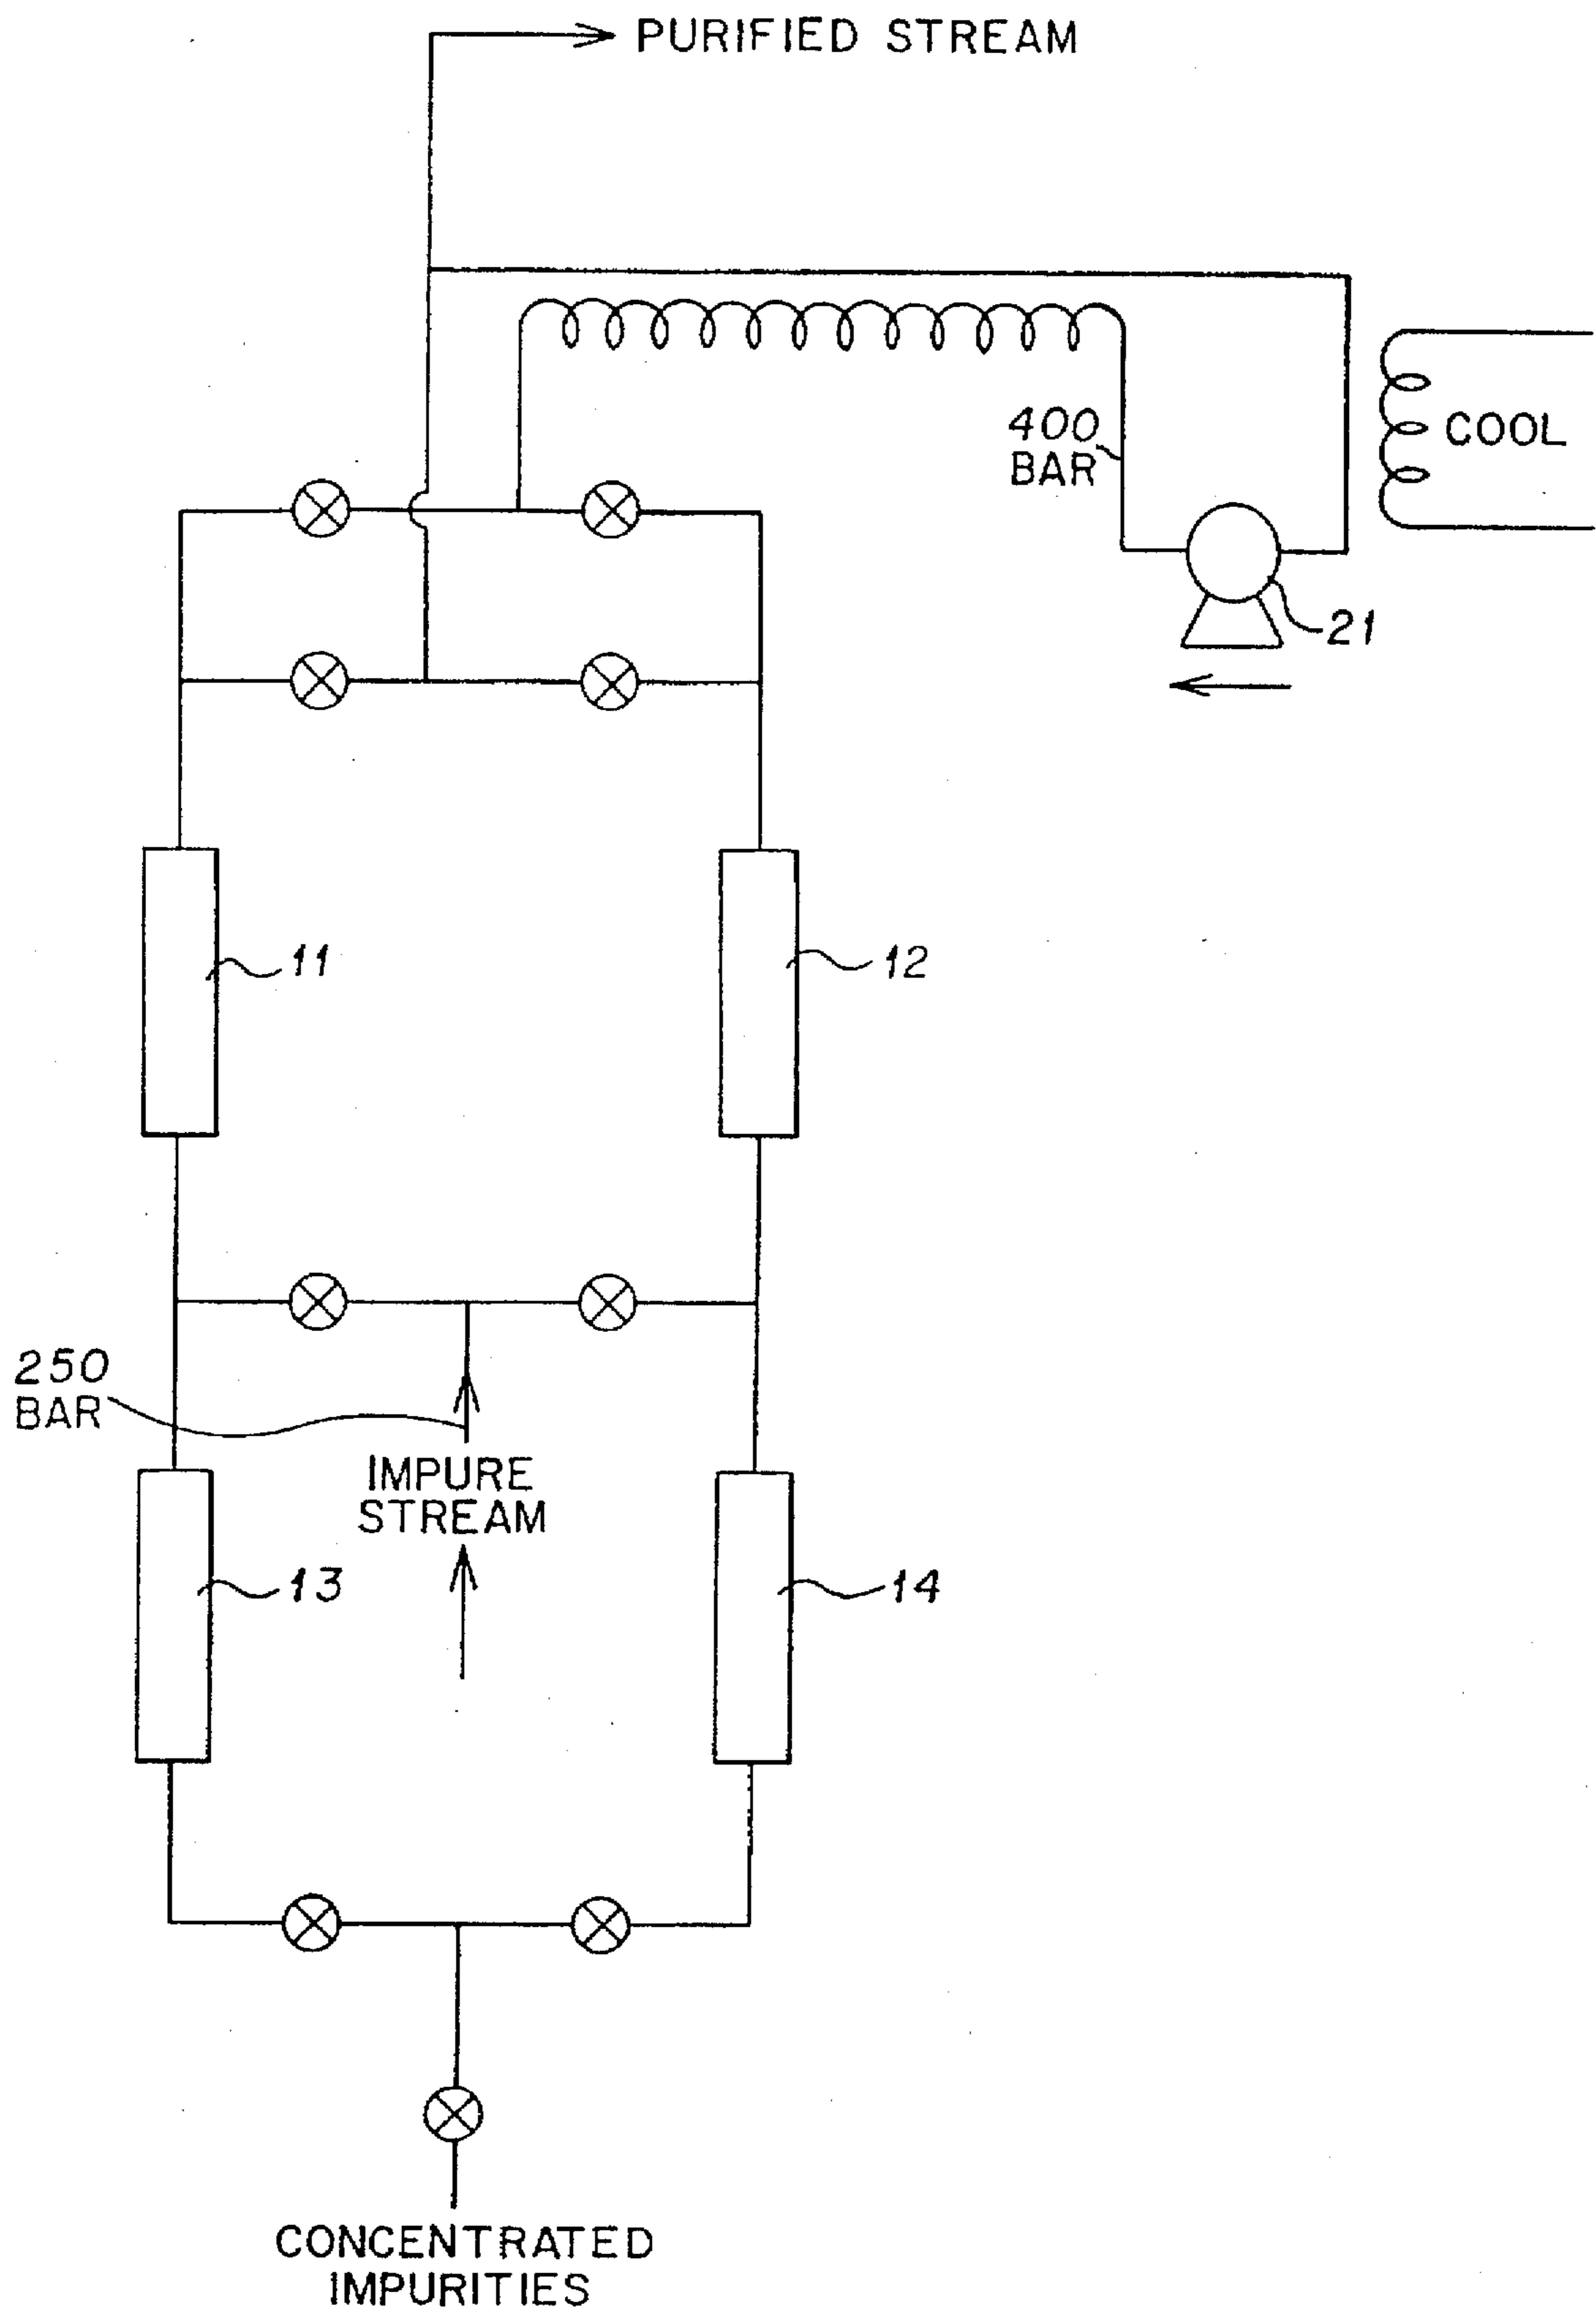 PURIFIED STREAM
400
BAR
COOL
21
11
12
250
BAR
IMPURE
STREAM
13
14
CONCENTRATED
IMPURITIES